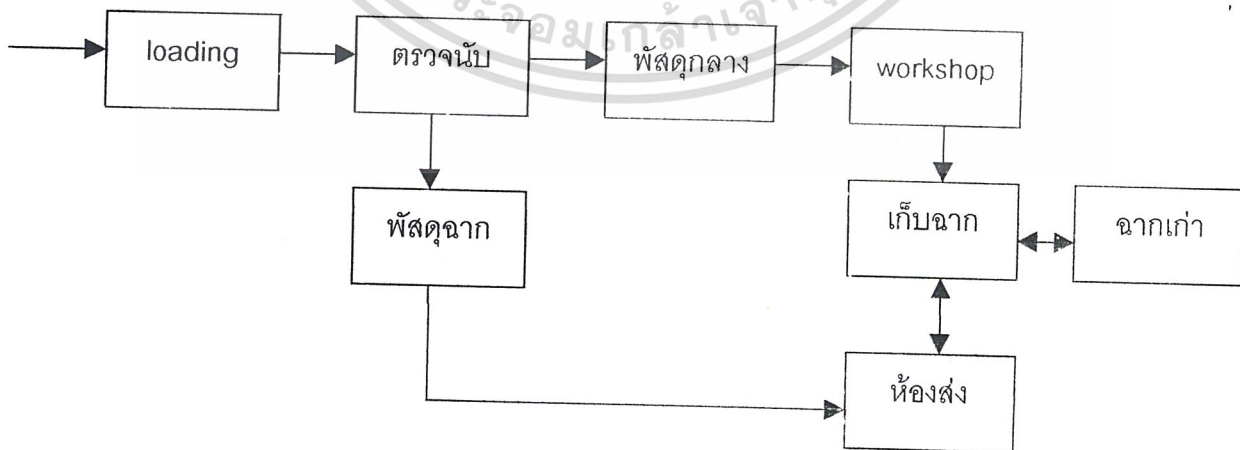 loading
ตรวจนับ
พัสดุกลาง
workshop
พัสดุฉาก
เก็บฉาก
ฉากเก่า
ห้องส่ง